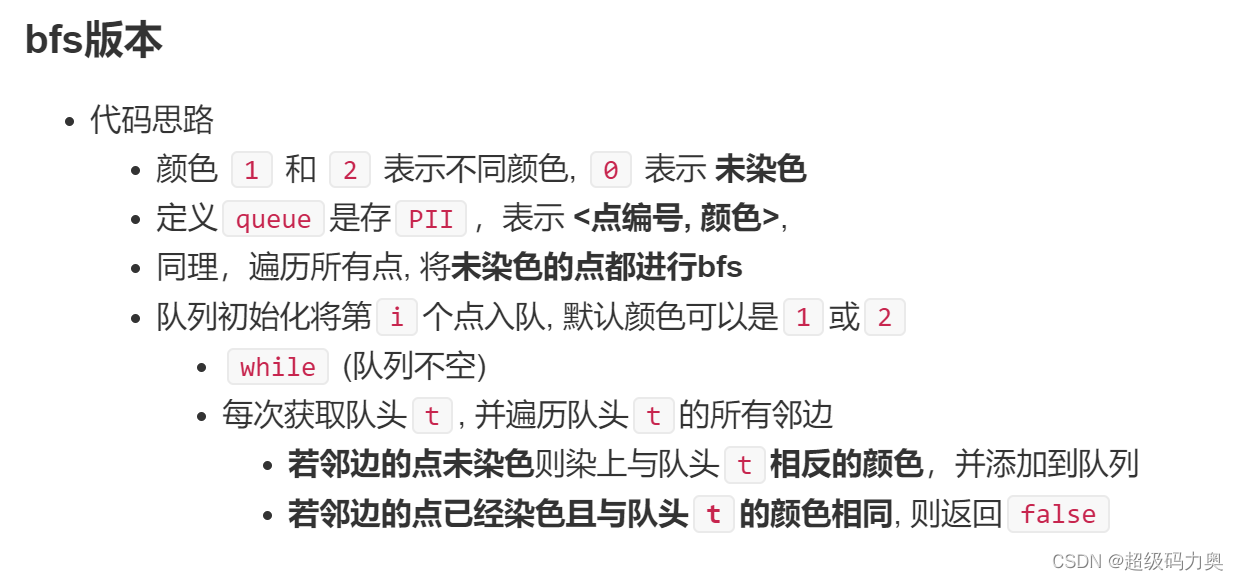 bfs版本
代码思路
颜色 1 和 2 表示不同颜色, 0 表示 未染色
定义 queue 是存 PII ，表示 <点编号, 颜色>,
同理，遍历所有点, 将未染色的点都进行bfs
队列初始化将第 i 个点入队, 默认颜色可以是 1 或 2
while (队列不空)
每次获取队头 t , 并遍历队头 t 的所有邻边
若邻边的点未染色则染上与队头 t 相反的颜色，并添加到队列
若邻边的点已经染色且与队头 t 的颜色相同, 则返回 false
CSDN @超级码力奥